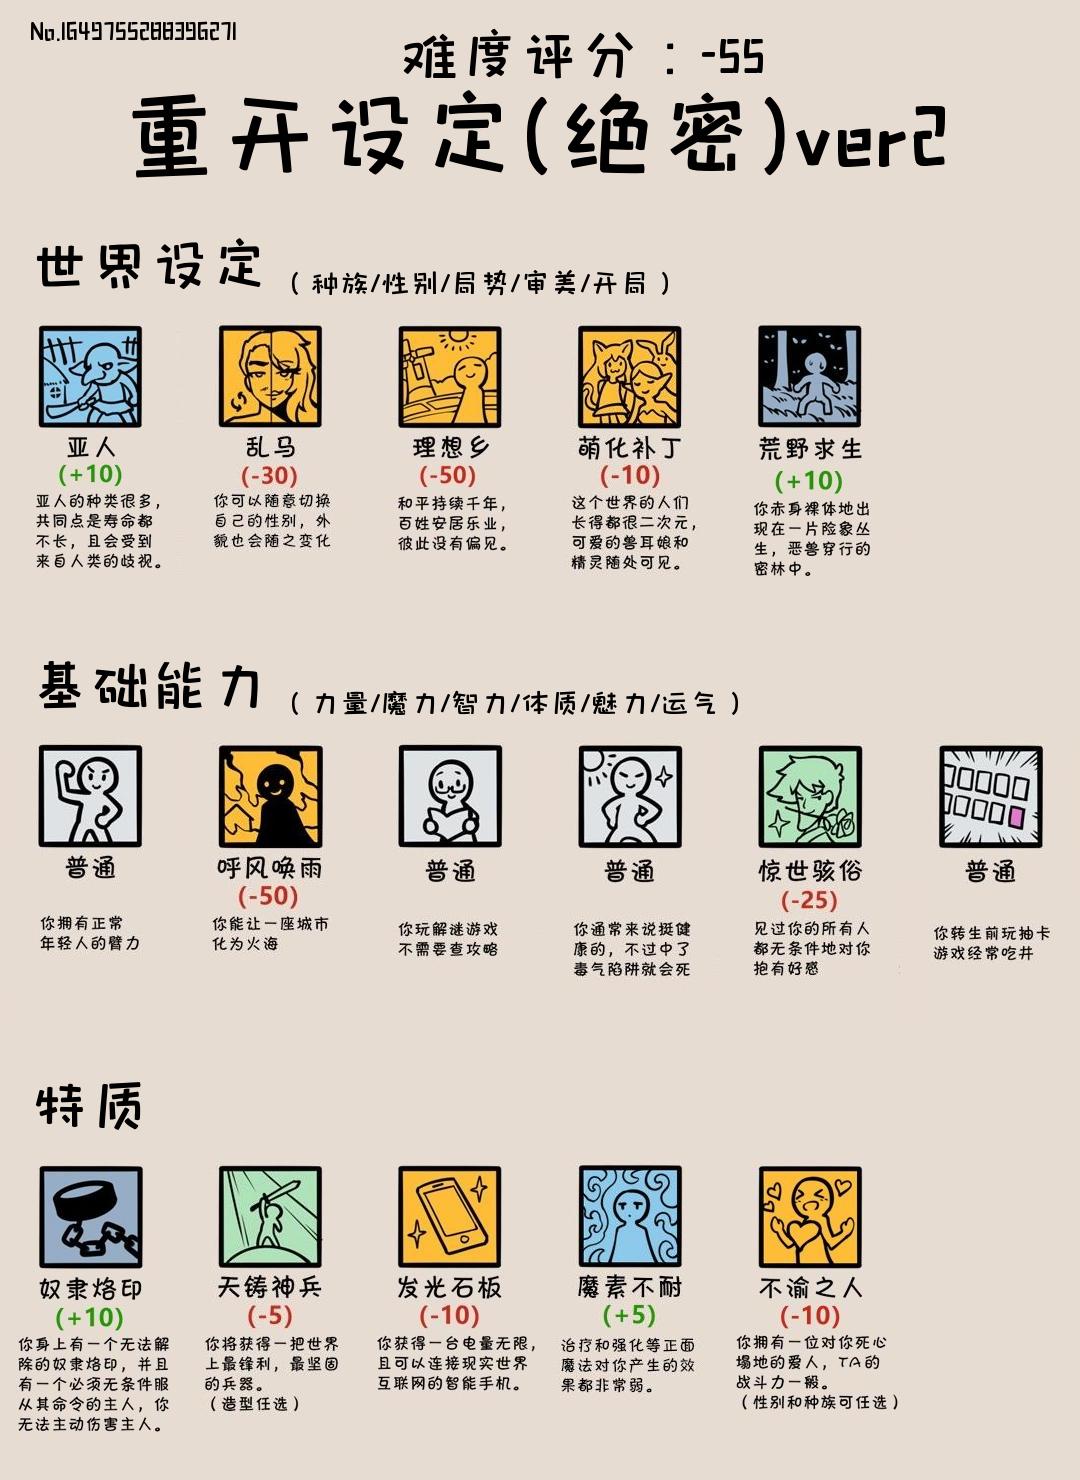 No.1649755288396271
难度评分：-55
重开设定(绝密)ver2
世界设定
（种族/性别/局势/审美/开局）
亚人
(+10)
亚人的种类很多，
共同点是寿命都
不长，且会受到
来自人类的歧视。
乱马
(-30)
你可以随意切换
自己的性别，外
貌也会随之变化
理想乡
(-50)
和平持续千年，
百姓安居乐业，
彼此没有偏见。
萌化补丁
(-10)
这个世界的人们
长得都很二次元，
可爱的兽耳娘和
精灵随处可见。
荒野求生
(+10)
你赤身裸体地出
现在一片险象丛
生，恶兽穿行的
密林中。
基础能力
（力量/魔力/智力/体质/魅力/运气）
普通
你拥有正常
年轻人的臂力
呼风唤雨
(-50)
你能让一座城市
化为火海
普通
你玩解谜游戏
不需要查攻略
普通
你通常来说挺健
康的，不过中了
毒气陷阱就会死
惊世骇俗
(-25)
见过你的所有人
都无条件地对你
抱有好感
普通
你转生前玩抽卡
游戏经常吃井
特质
奴隶烙印
(+10)
你身上有一个无法解
除的奴隶烙印，并且
有一个必须无条件服
从其命令的主人，你
无法主动伤害主人。
天铸神兵
(-5)
你将获得一把世界
上最锋利，最坚固
的兵器。
（造型任选）
发光石板
(-10)
你获得一台电量无限，
且可以连接现实世界
互联网的智能手机。
魔素不耐
(+5)
治疗和强化等正面
魔法对你产生的效
果都非常弱。
不渝之人
(-10)
你拥有一位对你死心
塌地的爱人，TA的
战斗力一般。
（性别和种族可任选）